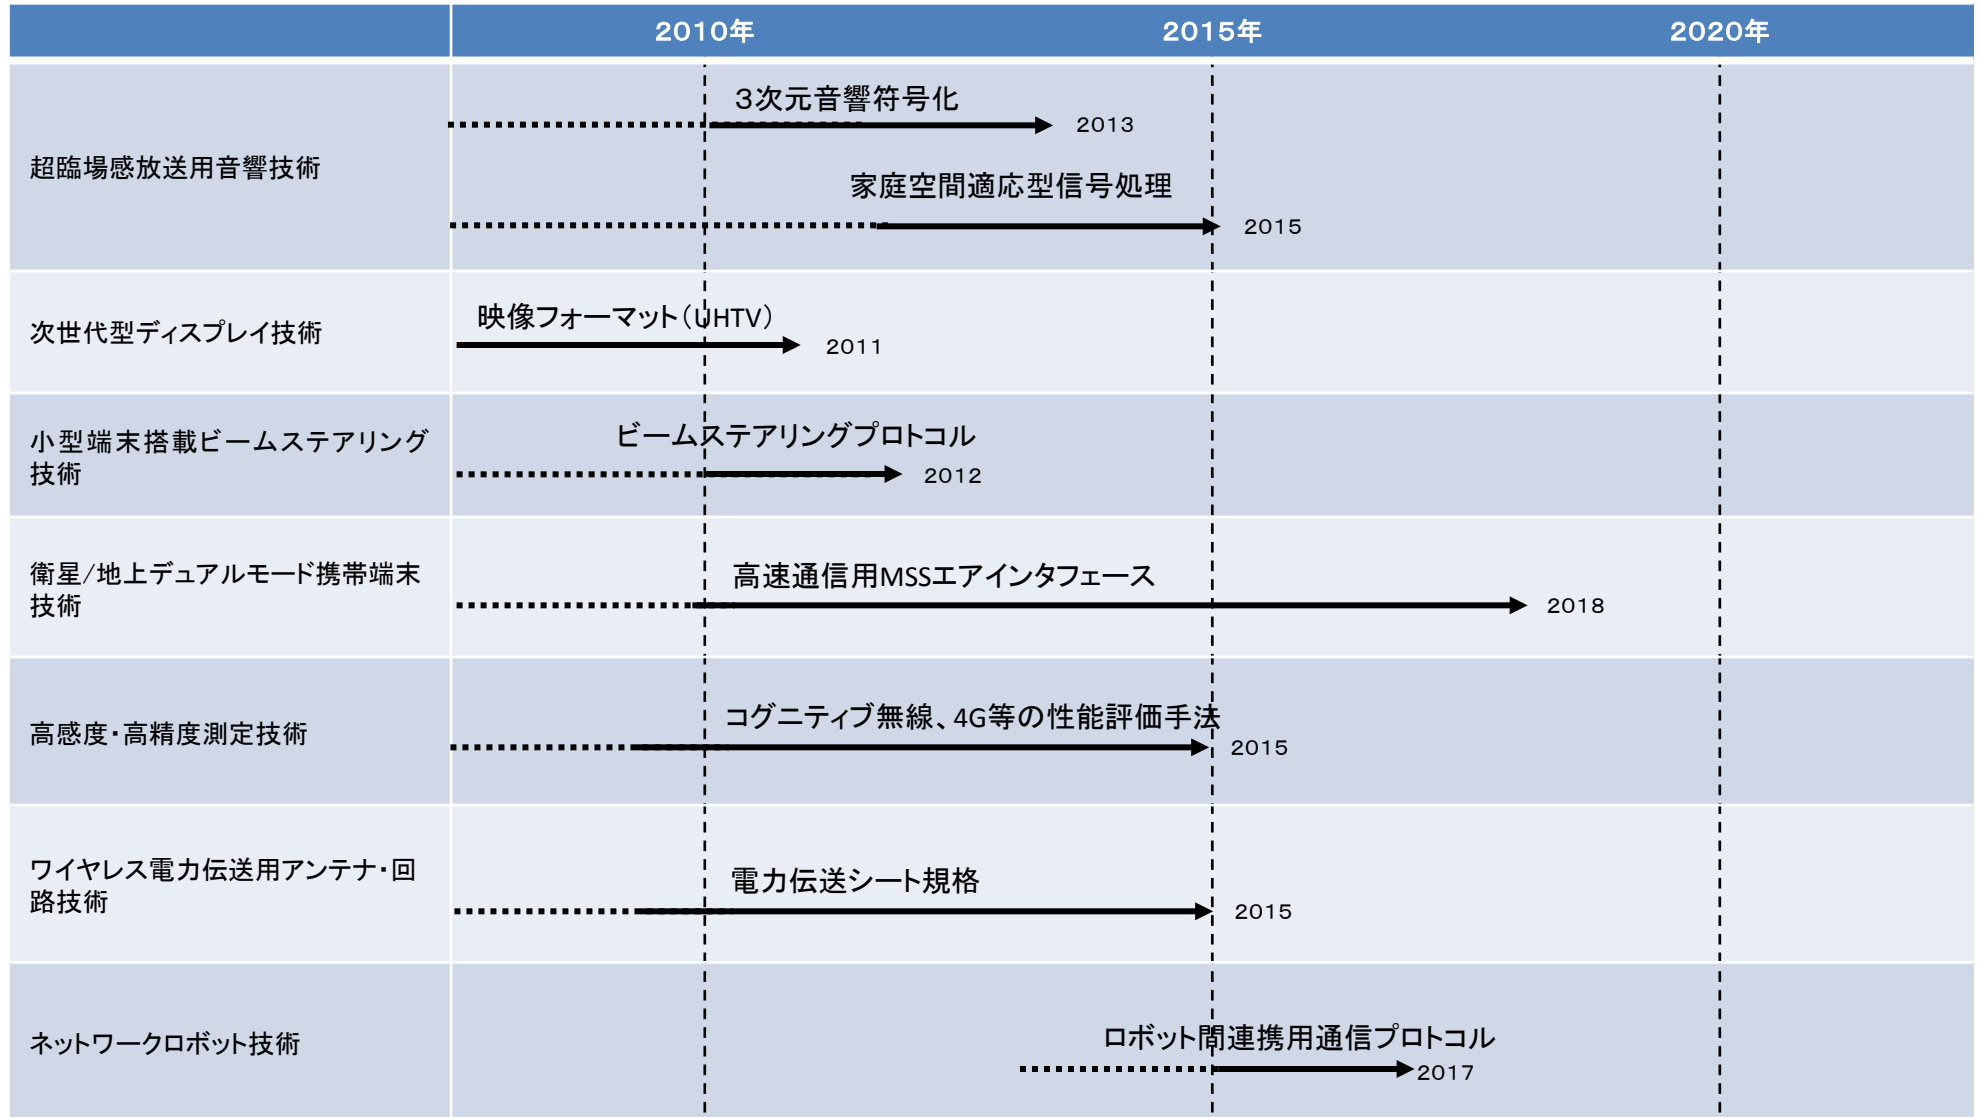 2010年
2015年
2020年
超臨場感放送用音響技術
3次元音響符号化
2013
家庭空間適応型信号処理
2015
次世代型ディスプレイ技術
映像フォーマット（UHTV）
2011
小型端末搭載ビームステアリング
技術
ビームステアリングプロトコル
2012
衛星/地上デュアルモード携帯端末
技術
高速通信用MSSエアインタフェース
2018
高感度・高精度測定技術
コグニティブ無線、4G等の性能評価手法
2015
ワイヤレス電力伝送用アンテナ・回
路技術
電力伝送シート規格
2015
ネットワークロボット技術
ロボット間連携用通信プロトコル
2017